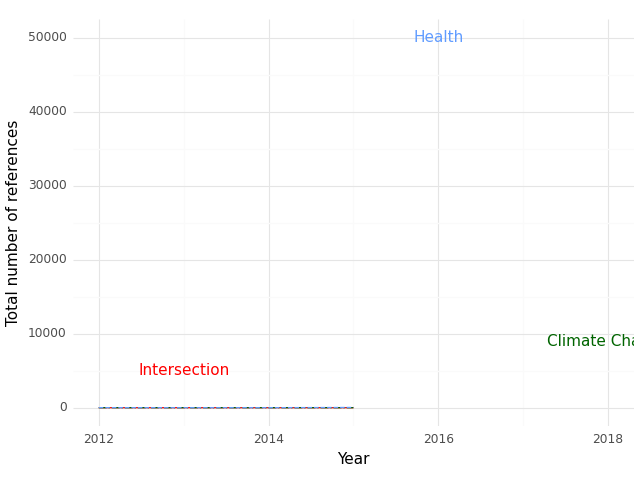 50000
Health
40000
30000
20000
10000
Climate Cha
Intersection
0
2012
2014
2016
2018
Year
Total number of references